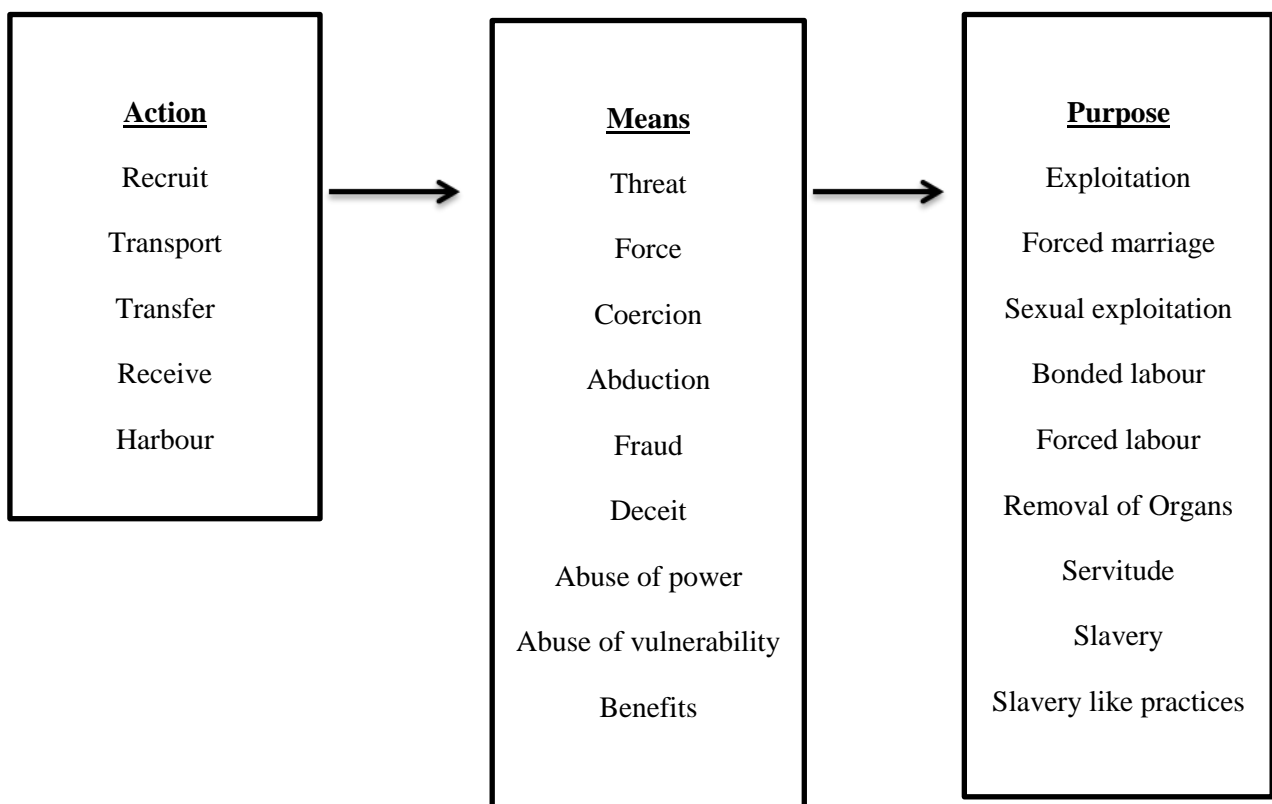 Action
Recruit
Transport
Transfer
Receive
Harbour
Means
Threat
Force
Coercion
Abduction
Fraud
Deceit
Abuse of power
Abuse of vulnerability
Benefits
Purpose
Exploitation
Forced marriage
Sexual exploitation
Bonded labour
Forced labour
Removal of Organs
Servitude
Slavery
Slavery like practices